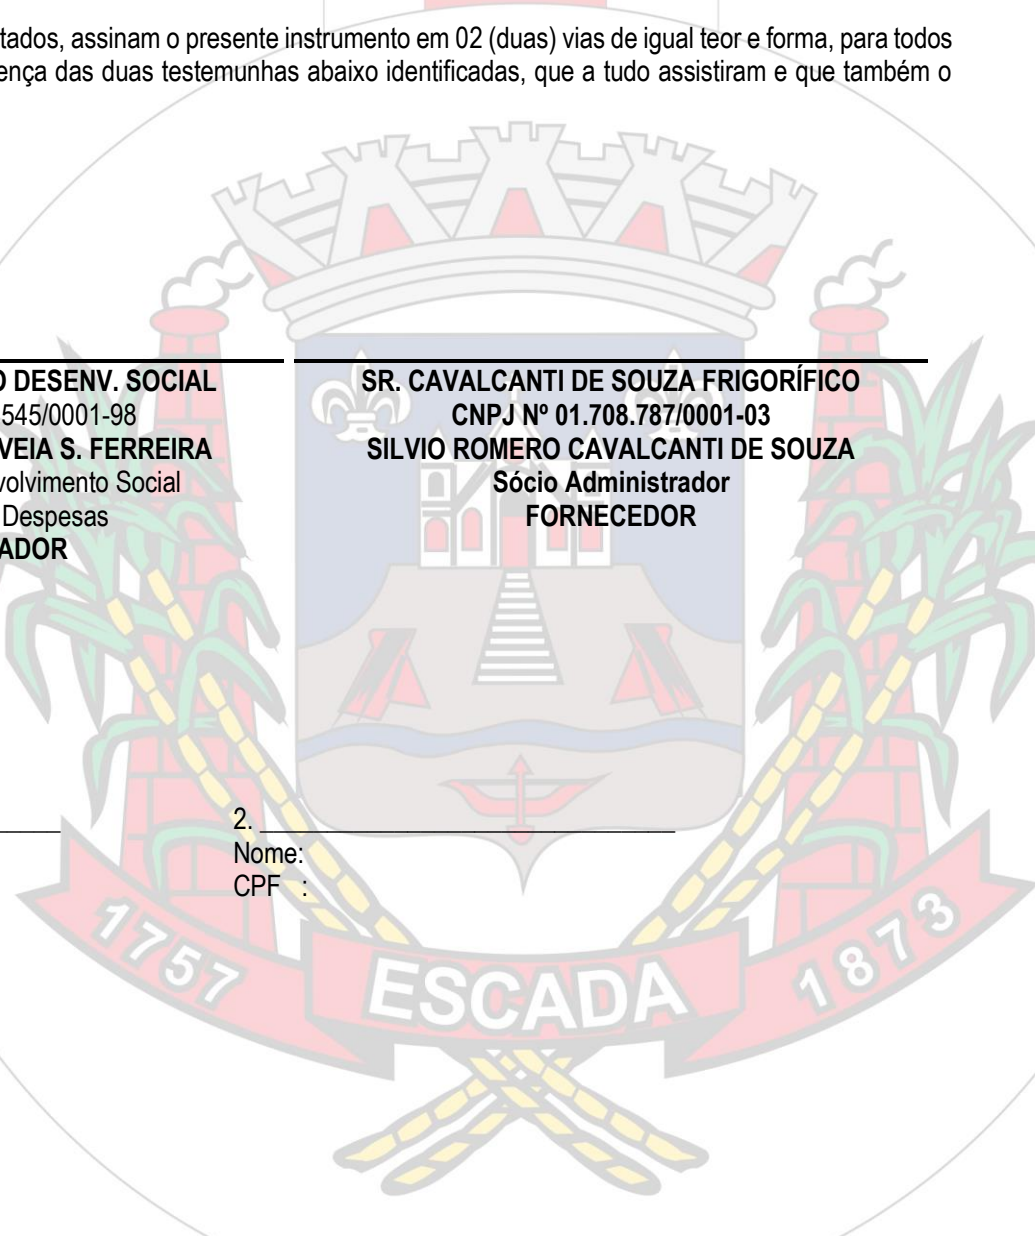 tados, assinam o presente instrumento em 02 (duas) vias de igual teor e forma, para todos
ença das duas testemunhas abaixo identificadas, que a tudo assistiram e que também o
O DESENV. SOCIAL
545/0001-98
VEIA S. FERREIRA
volvimento Social
Despesas
ADOR
SR. CAVALCANTI DE SOUZA FRIGORÍFICO
CNPJ Nº 01.708.787/0001-03
SILVIO ROMERO CAVALCANTI DE SOUZA
Sócio Administrador
FORNECEDOR
2. ______________________________
Nome:
CPF :
1757 ESCADA 1873